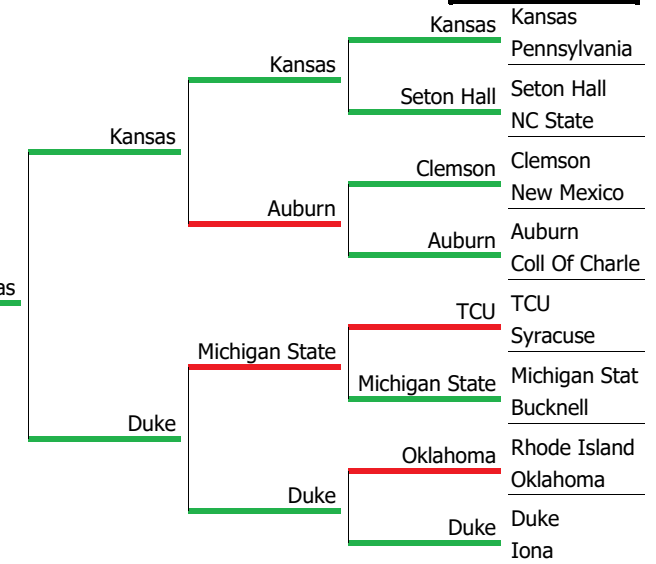 Kansas
Kansas
Pennsylvania
Kansas
Seton Hall
Seton Hall
NC State
Kansas
Clemson
Clemson
New Mexico
Auburn
Auburn
Auburn
Coll Of Charle
as
TCU
TCU
Syracuse
Michigan State
Michigan State
Michigan Stat
Bucknell
Duke
Oklahoma
Rhode Island
Oklahoma
Duke
Duke
Duke
Iona